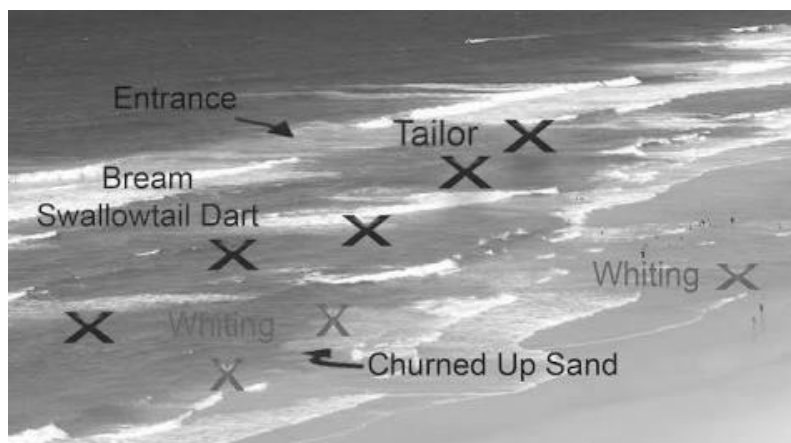 Entrance
Tailor
Bream
Swallowtail Dart
Whiting
Whiting
Churned Up Sand